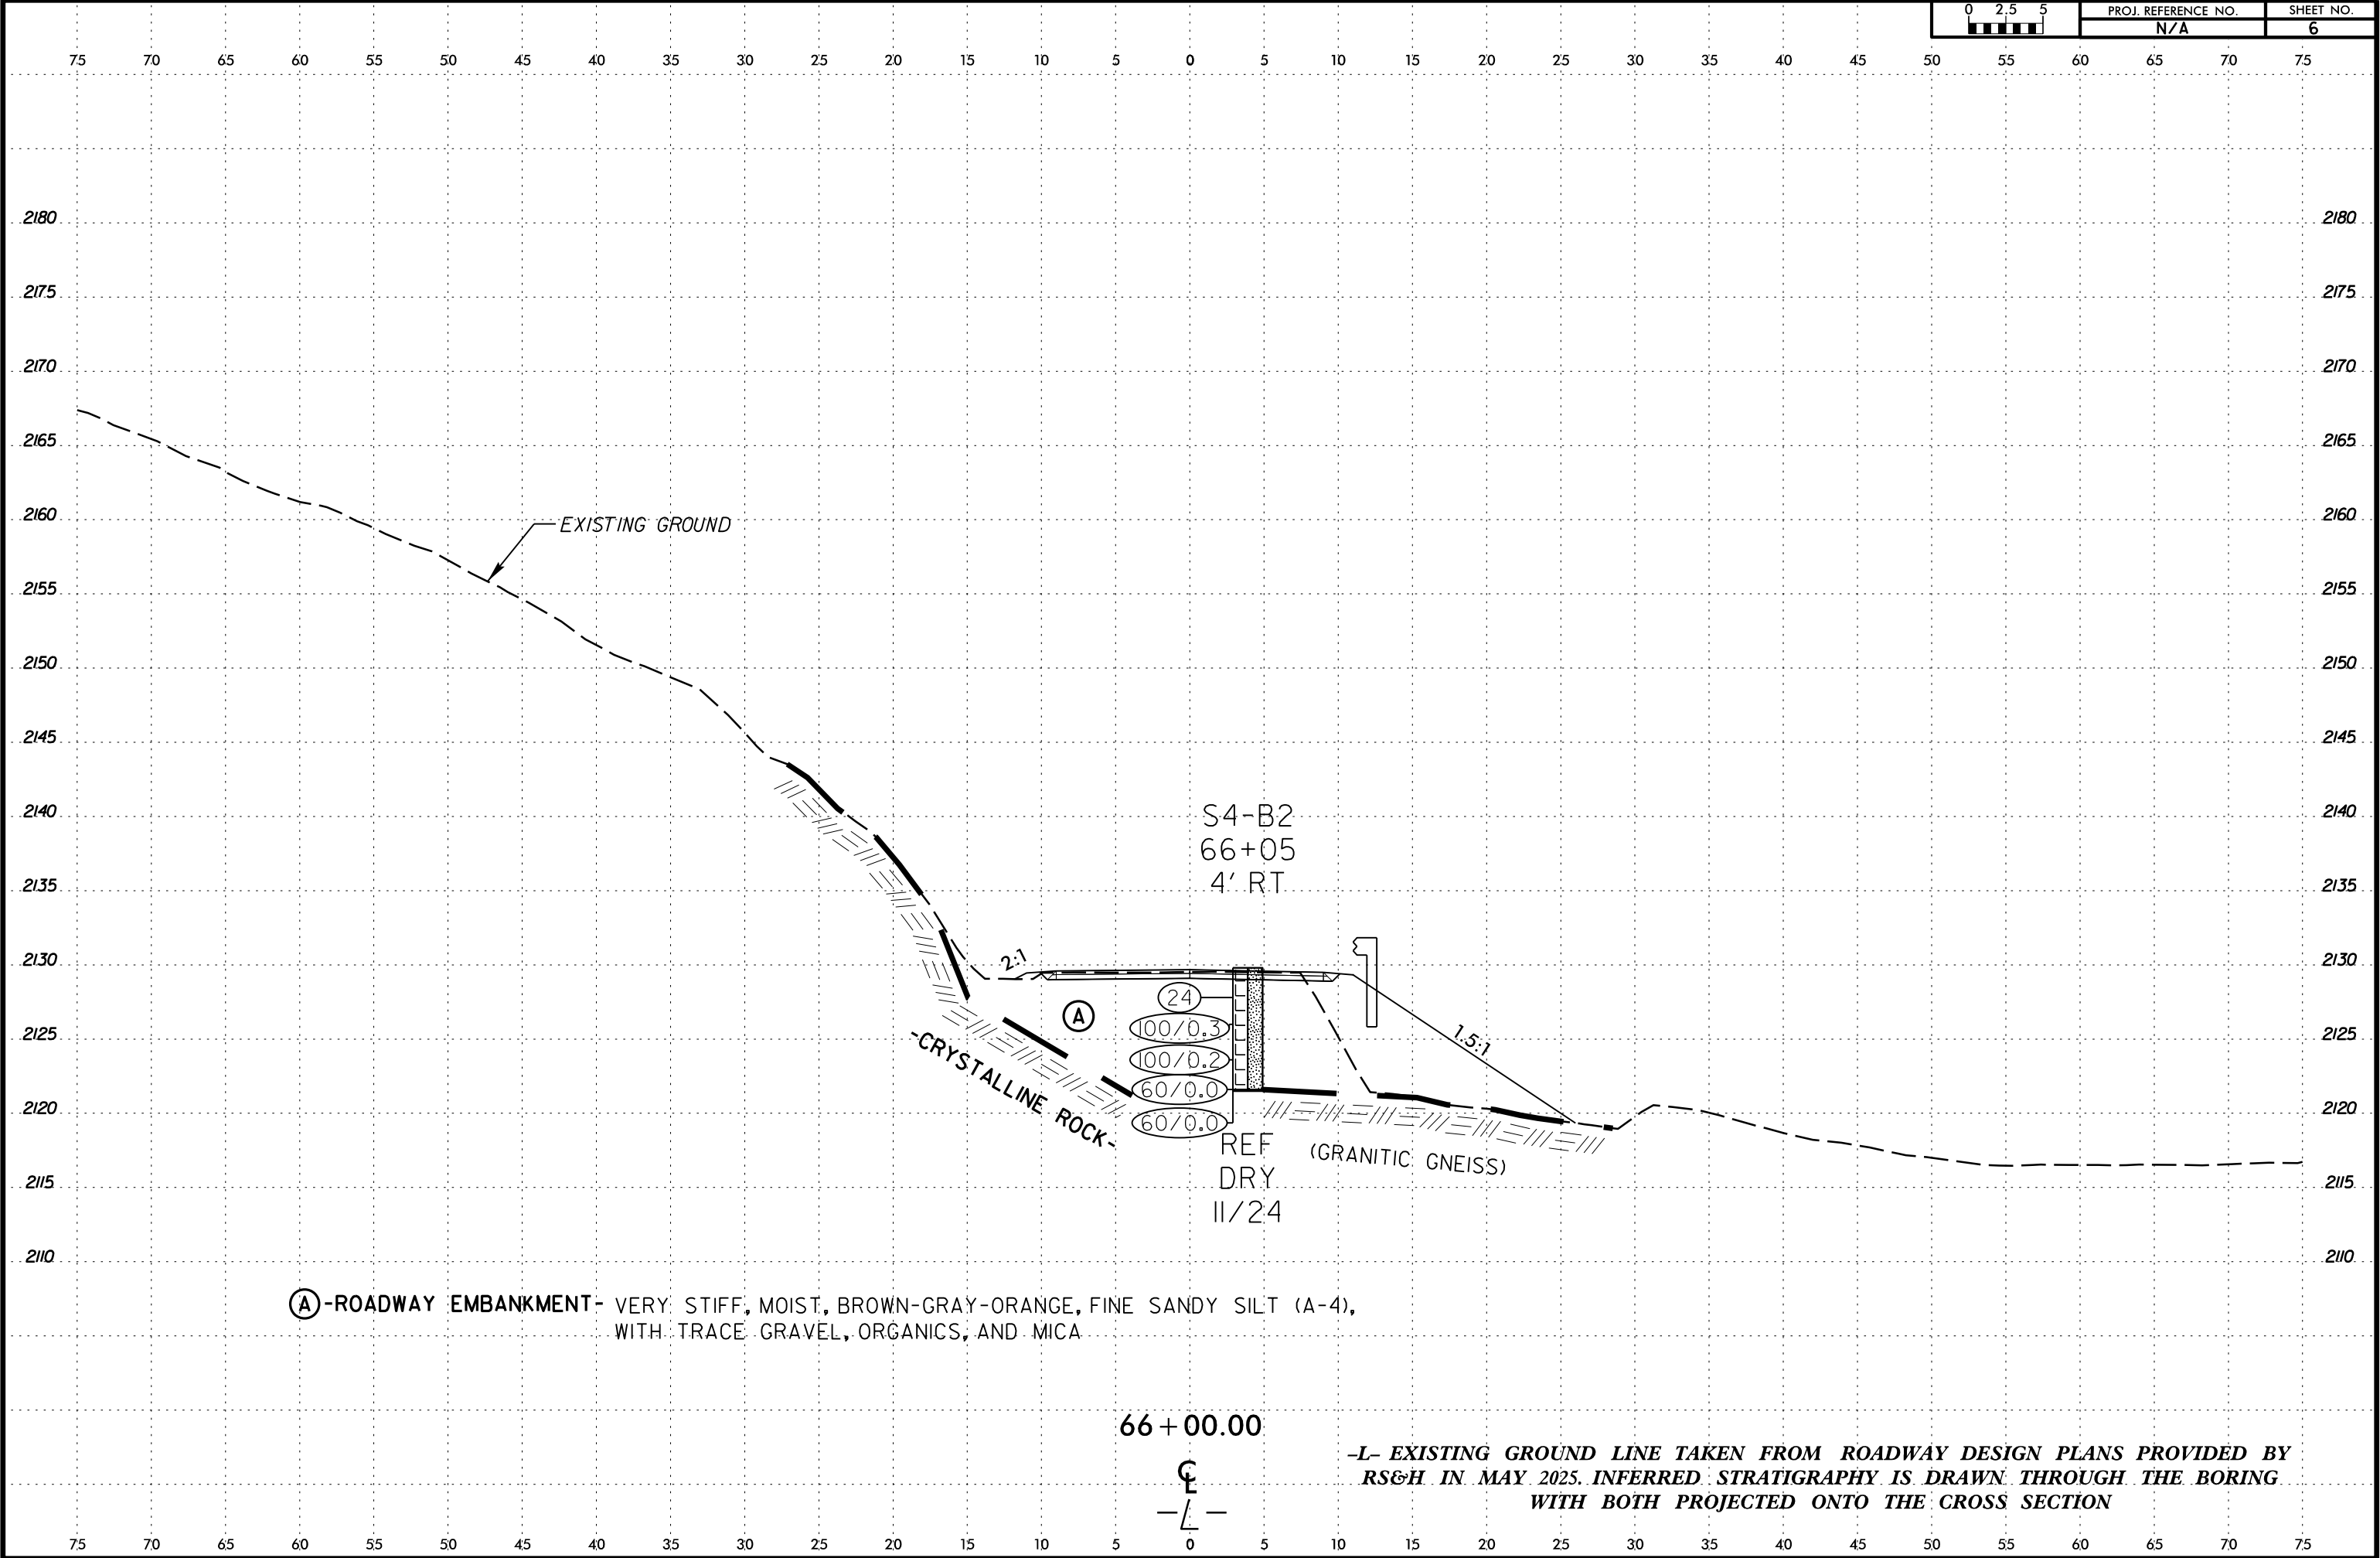 0 2.5 5
PROJ. REFERENCE NO.
SHEET NO.
N/A
6
75 70 65 60 55 50 45 40 35 30 25 20 15 10 5 0 5 10 15 20 25 30 35 40 45 50 55 60 65 70 75
2180 2180
2175 2175
2170 2170
2165 2165
2160 2160
EXISTING GROUND
2155 2155
2150 2150
2145 2145
2140 2140
S4-B2
66+05
4' RT
2135 2135
2130 2130
2:1
24
A
100/0.3
2125 2125
1.5:1
-CRYSTALLINE ROCK-
100/0.2
60/0.0
2120 2120
60/0.0
REF
(GRANITIC GNEISS)
DRY
2115 2115
11/24
2110 2110
A -ROADWAY EMBANKMENT- VERY STIFF, MOIST, BROWN-GRAY-ORANGE, FINE SANDY SILT (A-4),
WITH TRACE GRAVEL, ORGANICS, AND MICA
66+00.00
℄
-L-
-L- EXISTING GROUND LINE TAKEN FROM ROADWAY DESIGN PLANS PROVIDED BY
RS&H IN MAY 2025. INFERRED STRATIGRAPHY IS DRAWN THROUGH THE BORING
WITH BOTH PROJECTED ONTO THE CROSS SECTION
75 70 65 60 55 50 45 40 35 30 25 20 15 10 5 0 5 10 15 20 25 30 35 40 45 50 55 60 65 70 75